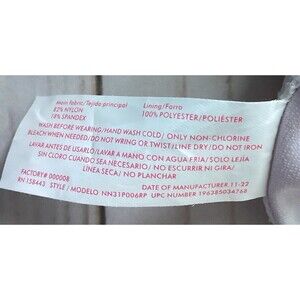 Main fabric/Tejido principal
82% NYLON
18% SPANDEX
Lining/Forro
100% POLYESTER/POLIÉSTER
WASH BEFORE WEARING/HAND WASH COLD/ ONLY NON-CHLORINE
BLEACH WHEN NEEDED/DO NOT WRING OR TWIST/LINE DRY/DO NOT IRON
LAVAR ANTES DE USARLO/LAVAR A MANO CON AGUA FRIA/SOLO LEJIA
SIN CLORO CUANDO SEA NECESARIO/ NO ESCURRIR NI GIRA/
LINEA SECA/ NO PLANCHAR
FACTORY# 000008
DATE OF MANUFACTURER.11-22
RN 158443 STYLE / MODELO NN31P006RP UPC NUMBER 196385034768